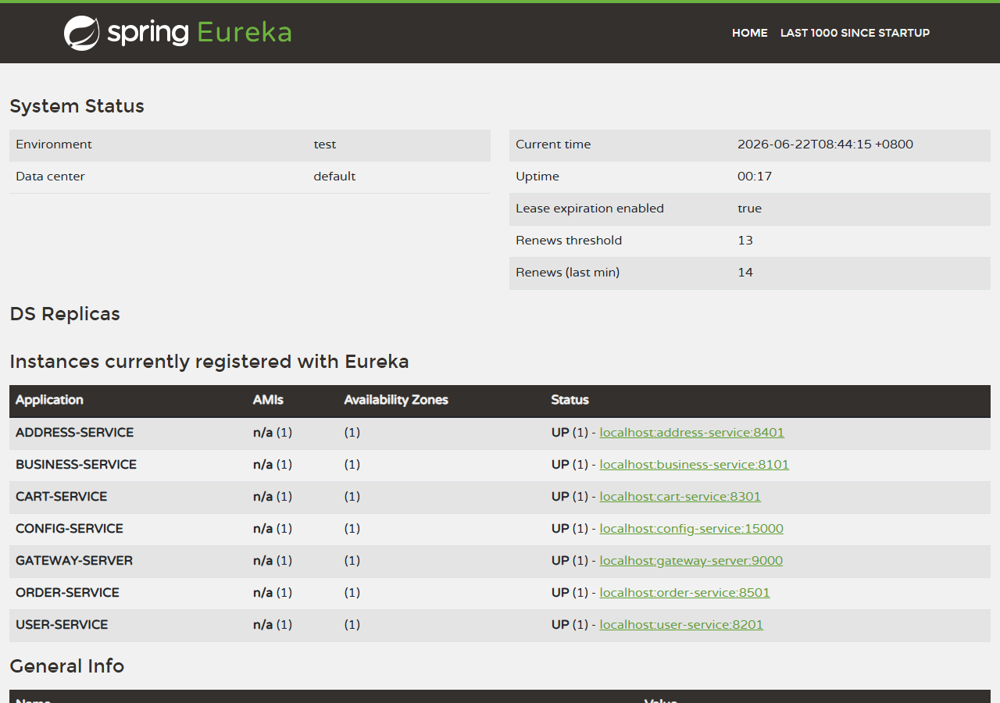 spring Eureka
HOME LAST 1000 SINCE STARTUP
System Status
Environment test
Data center default
Current time 2026-06-22T08:44:15 +0800
Uptime 00:17
Lease expiration enabled true
Renews threshold 13
Renews (last min) 14
DS Replicas
Instances currently registered with Eureka
Application AMIs Availability Zones Status
ADDRESS-SERVICE n/a (1) (1) UP (1) - localhost:address-service:8401
BUSINESS-SERVICE n/a (1) (1) UP (1) - localhost:business-service:8101
CART-SERVICE n/a (1) (1) UP (1) - localhost:cart-service:8301
CONFIG-SERVICE n/a (1) (1) UP (1) - localhost:config-service:15000
GATEWAY-SERVER n/a (1) (1) UP (1) - localhost:gateway-server:9000
ORDER-SERVICE n/a (1) (1) UP (1) - localhost:order-service:8501
USER-SERVICE n/a (1) (1) UP (1) - localhost:user-service:8201
General Info
Name Value